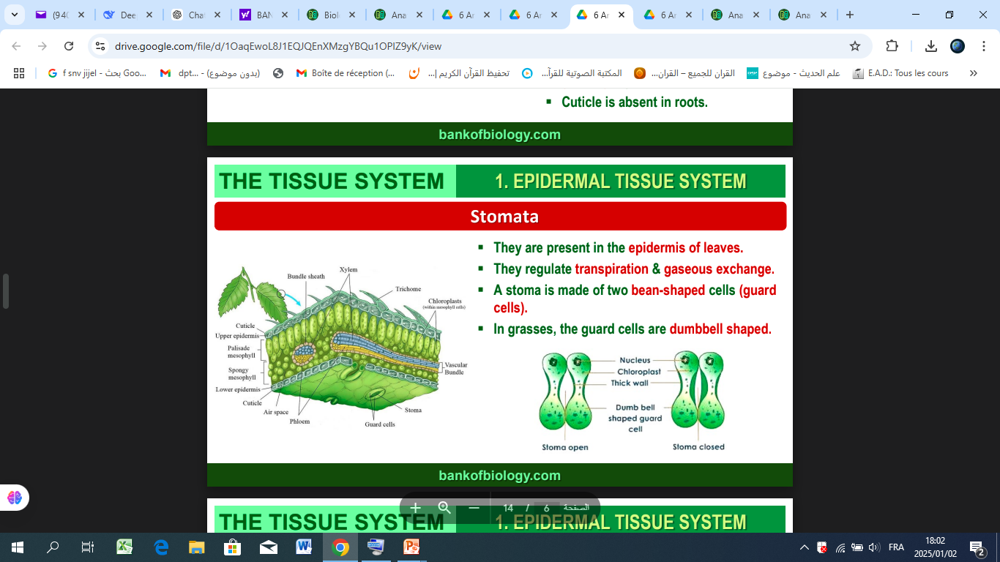 (940
Dee
Cha
BAN
Biol
Ana
6 Ar
6 Ar
6 Ar
6 Ar
Ana
Ana
drive.google.com/file/d/1OaqEwoL8J1EQJQEnXMzgYBQu1OPlZ9yK/view
f snv jijel - بحث Goo...
dpt... - (بدون موضوع)
Boîte de réception (...
تحفيظ القرآن الكريم |...
المكتبة الصوتية للقرآ...
القران للجميع – القران...
علم الحديث - موضوع
E.A.D.: Tous les cours
Cuticle is absent in roots.
bankofbiology.com
THE TISSUE SYSTEM
1. EPIDERMAL TISSUE SYSTEM
Stomata
They are present in the epidermis of leaves.
They regulate transpiration & gaseous exchange.
A stoma is made of two bean-shaped cells (guard
cells).
In grasses, the guard cells are dumbbell shaped.
Xylem
Bundle sheath
Trichome
Chloroplasts
(within mesophyll cells)
Cuticle
Upper epidermis
Palisade
mesophyll
Spongy
mesophyll
Lower epidermis
Cuticle
Air space
Phloem
Guard cells
Stoma
Vascular
Bundle
Nucleus
Chloroplast
Thick wall
Dumb bell
shaped guard
cell
Stoma open
Stoma closed
bankofbiology.com
الصفحة 6 / 14
THE TISSUE SYSTEM
1. EPIDERMAL TISSUE SYSTEM
FRA
18:02
2025/01/02
2